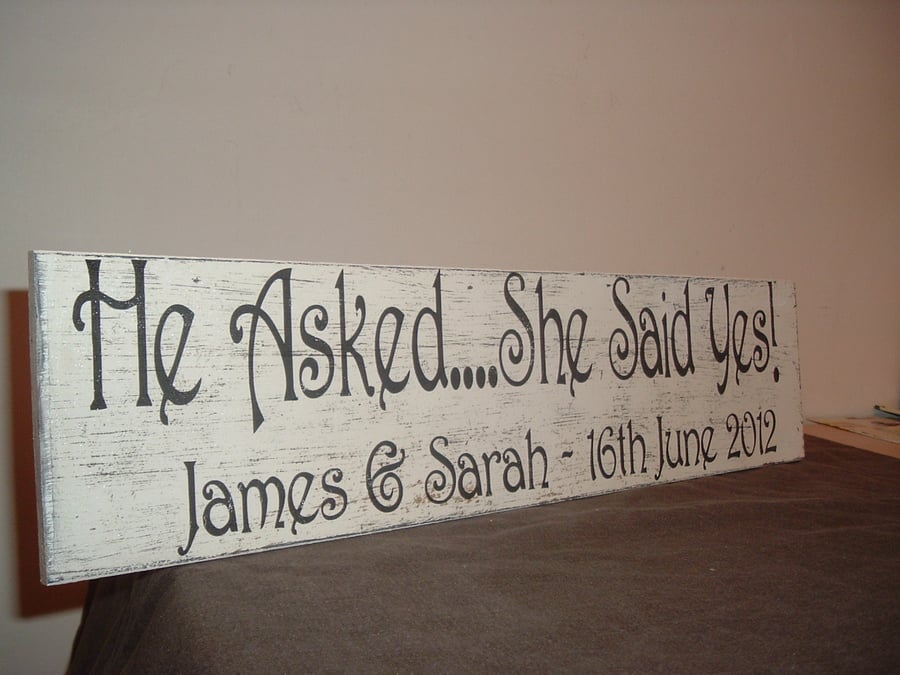 He Asked....She Said Yes!
James & Sarah - 16th June 2012